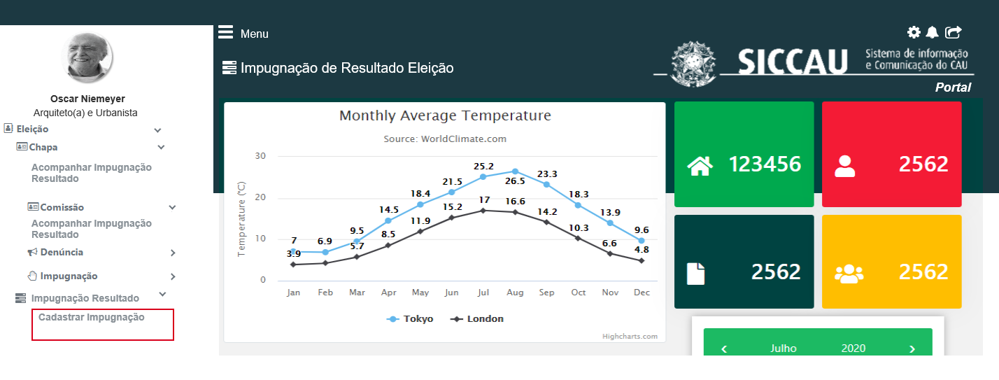 Menu
Impugnação de Resultado Eleição
SICCAU
Sistema de informação
e Comunicação do CAU
Portal
Oscar Niemeyer
Arquiteto(a) e Urbanista
Eleição
Chapa
Acompanhar Impugnação
Resultado
Comissão
Acompanhar Impugnação
Resultado
Denúncia
Impugnação
Impugnação Resultado
Cadastrar Impugnação
Monthly Average Temperature
Source: WorldClimate.com
Temperature (°C)
30
20
10
0
7 6.9 9.5 14.5 18.4 21.5 25.2 26.5 23.3 18.3 13.9 9.6
3.9 5.7 8.5 11.9 15.2 17 16.6 14.2 10.3 6.6 4.8
Jan Feb Mar Apr May Jun Jul Aug Sep Oct Nov Dec
Tokyo London
Highcharts.com
123456
2562
2562
2562
Julho 2020